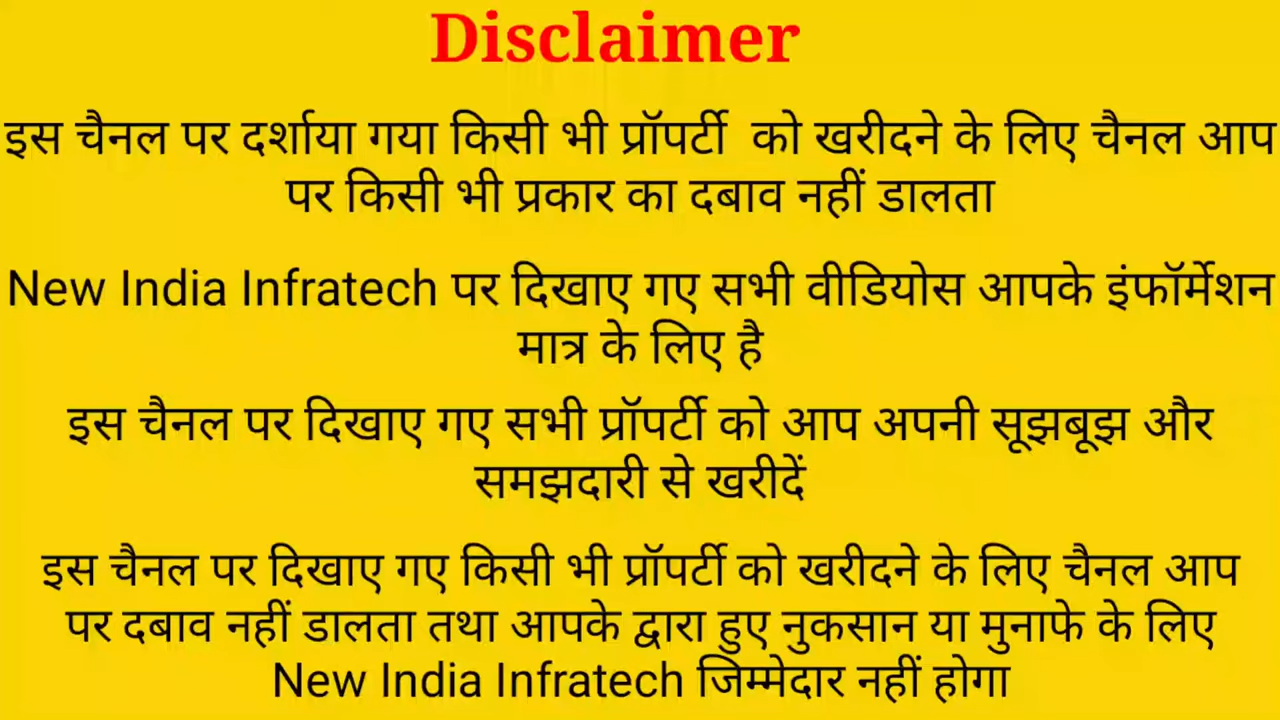 Disclaimer
इस चैनल पर दर्शाया गया किसी भी प्रॉपर्टी को खरीदने के लिए चैनल आप
पर किसी भी प्रकार का दबाव नहीं डालता
New India Infratech पर दिखाए गए सभी वीडियोस आपके इंफॉर्मेशन
मात्र के लिए है
इस चैनल पर दिखाए गए सभी प्रॉपर्टी को आप अपनी सूझबूझ और
समझदारी से खरीदें
इस चैनल पर दिखाए गए किसी भी प्रॉपर्टी को खरीदने के लिए चैनल आप
पर दबाव नहीं डालता तथा आपके द्वारा हुए नुकसान या मुनाफे के लिए
New India Infratech जिम्मेदार नहीं होगा